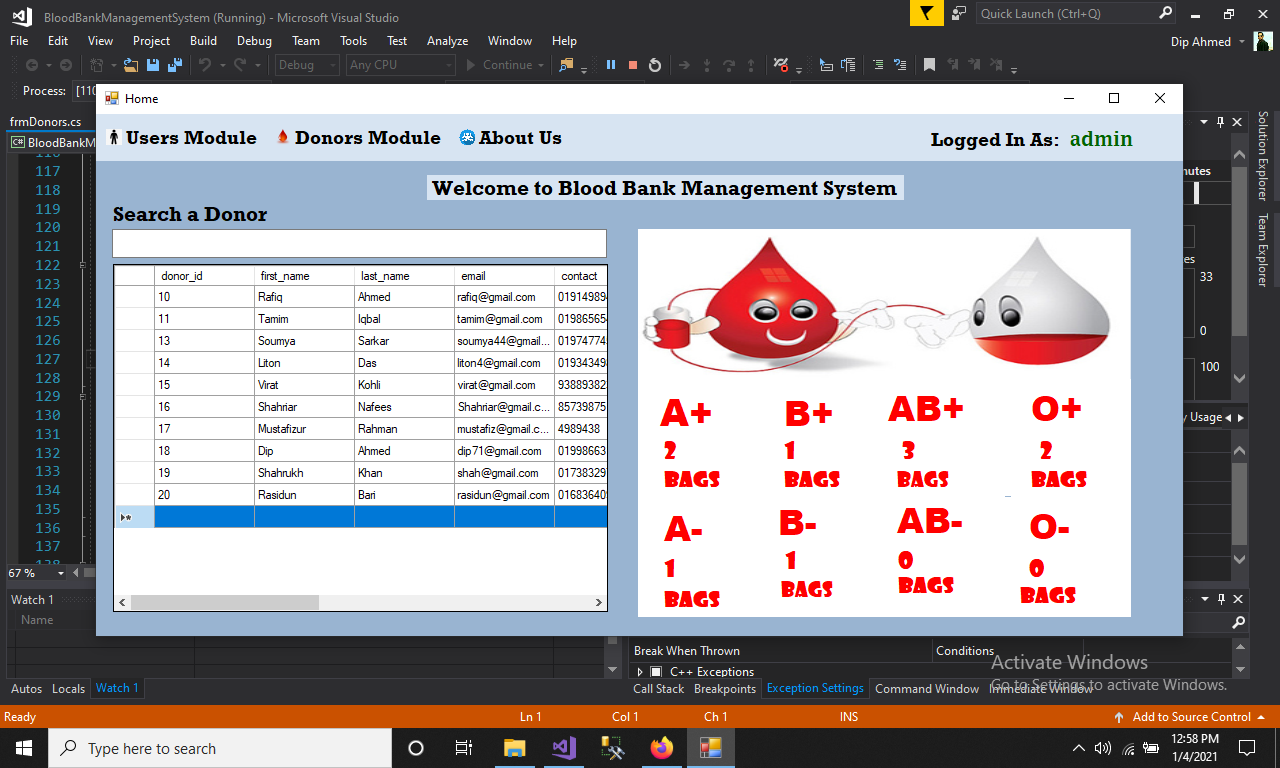 BloodBankManagementSystem (Running) - Microsoft Visual Studio
Quick Launch (Ctrl+Q)
File Edit View Project Build Debug Team Tools Test Analyze Window Help
Dip Ahmed
Debug Any CPU Continue
Process: [110
Home
frmDonors.cs
BloodBankM
Users Module Donors Module About Us
Logged In As: admin
Welcome to Blood Bank Management System
Search a Donor
donor_id first_name last_name email contact
10 Rafiq Ahmed rafiq@gmail.com 01914989
11 Tamim Iqbal tamim@gmail.com 01986565
13 Soumya Sarkar soumya44@gmail... 01974774
14 Liton Das liton4@gmail.com 01934349
15 Virat Kohli virat@gmail.com 93889382
16 Shahriar Nafees Shahriar@gmail.c... 85739875
17 Mustafizur Rahman mustafiz@gmail.c... 4989438
18 Dip Ahmed dip71@gmail.com 01998663
19 Shahrukh Khan shah@gmail.com 01738329
20 Rasidun Bari rasidun@gmail.com 01683640
A+ B+ AB+ O+
2 1 3 2
BAGS BAGS BAGS BAGS
A- B- AB- O-
1 1 0 0
BAGS BAGS BAGS BAGS
116
117
118
119
120
121
122
123
124
125
126
127
128
129
130
131
132
133
134
135
136
137
138
67 %
nutes
es
33
0
100
y Usage
Solution Explorer
Team Explorer
Watch 1
Name
Autos Locals Watch 1
Break When Thrown Conditions
C++ Exceptions
Call Stack Breakpoints Exception Settings Command Window Immediate Window
Activate Windows
Go to Settings to activate Windows.
Ready Ln 1 Col 1 Ch 1 INS Add to Source Control
Type here to search
12:58 PM
1/4/2021